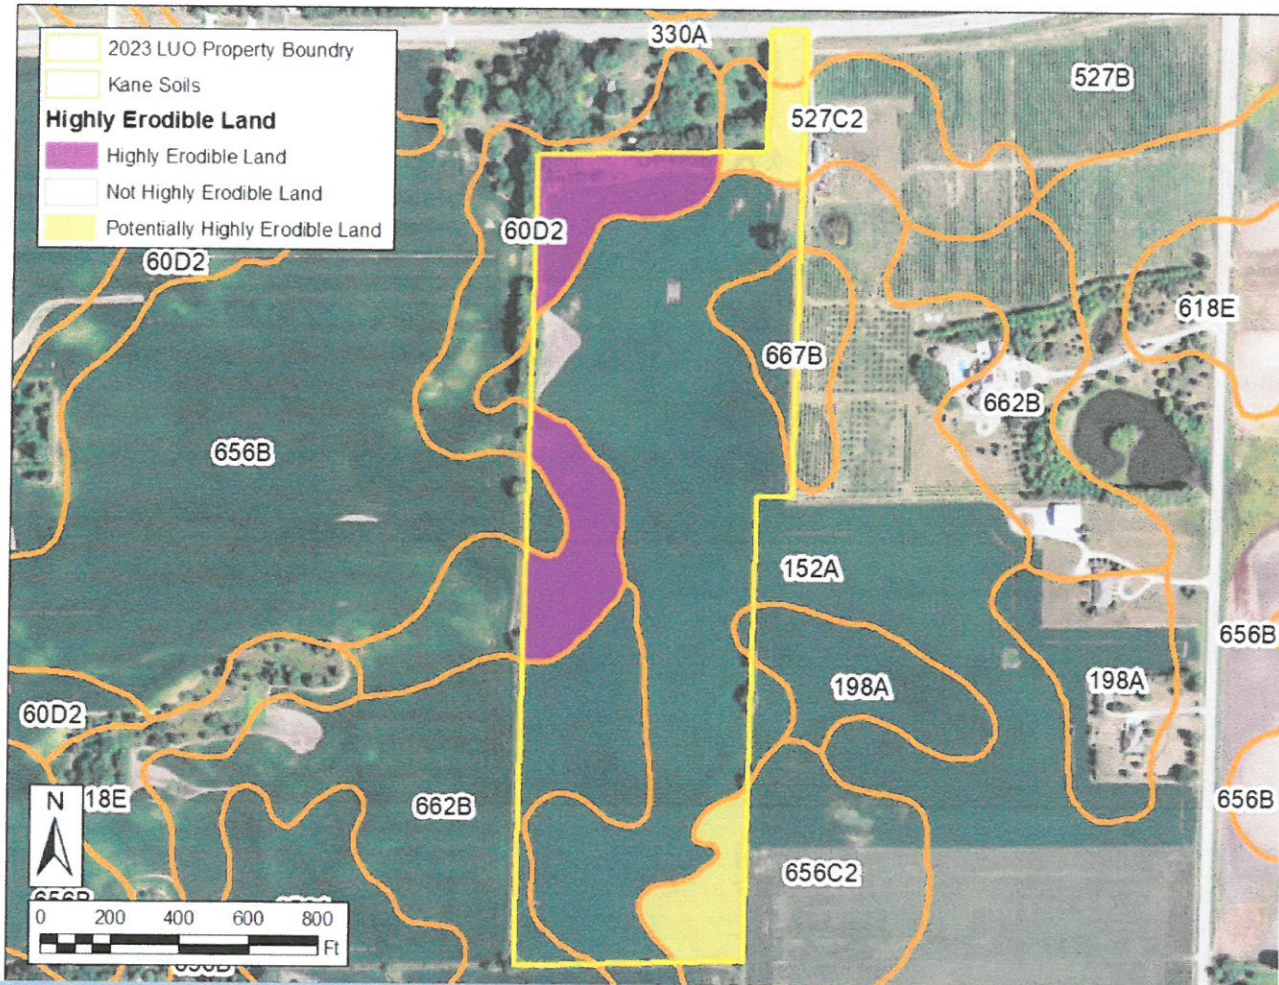 2023 LUO Property Boundry
Kane Soils
Highly Erodible Land
Highly Erodible Land
Not Highly Erodible Land
Potentially Highly Erodible Land
330A
527B
527C2
60D2
60D2
618E
667B
662B
656B
152A
656B
198A
198A
60D2
18E
662B
656B
656C2
N
656B
0 200 400 600 800
Ft
656B